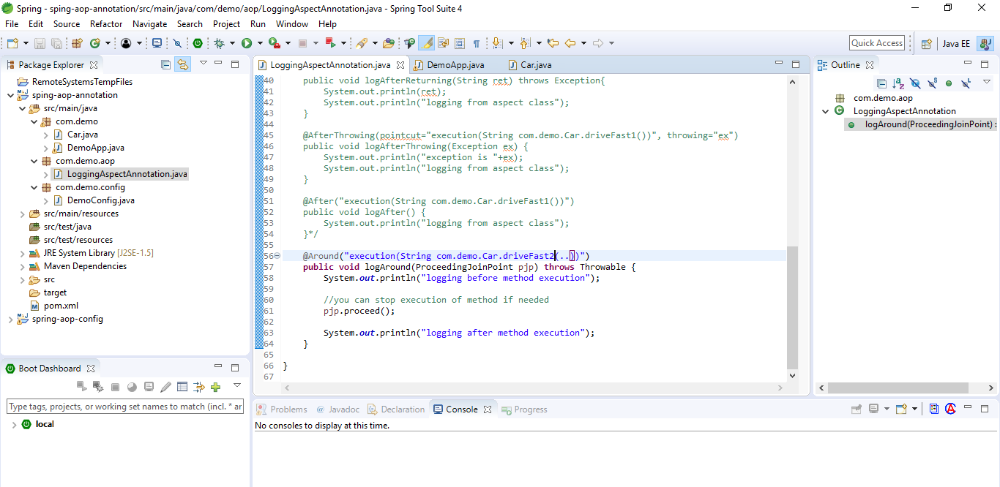 Spring - sping-aop-annotation/src/main/java/com/demo/aop/LoggingAspectAnnotation.java - Spring Tool Suite 4
File Edit Source Refactor Navigate Search Project Run Window Help
Quick Access
Java EE
Package Explorer
RemoteSystemsTempFiles
sping-aop-annotation
src/main/java
com.demo
Car.java
DemoApp.java
com.demo.aop
LoggingAspectAnnotation.java
com.demo.config
DemoConfig.java
src/main/resources
src/test/java
src/test/resources
JRE System Library [J2SE-1.5]
Maven Dependencies
src
target
pom.xml
spring-aop-config
Boot Dashboard
Type tags, projects, or working set names to match (incl. * ar
local
LoggingAspectAnnotation.java DemoApp.java Car.java
40 public void logAfterReturning(String ret) throws Exception{
41 System.out.println(ret);
42 System.out.println("logging from aspect class");
43 }
44
45 @AfterThrowing(pointcut="execution(String com.demo.Car.driveFast1())", throwing="ex")
46 public void logAfterThrowing(Exception ex) {
47 System.out.println("exception is "+ex);
48 System.out.println("logging from aspect class");
49 }
50
51 @After("execution(String com.demo.Car.driveFast1())")
52 public void logAfter() {
53 System.out.println("logging from aspect class");
54 }*/
55
56 @Around("execution(String com.demo.Car.driveFast2(..))")
57 public void logAround(ProceedingJoinPoint pjp) throws Throwable {
58 System.out.println("logging before method execution");
59
60 //you can stop execution of method if needed
61 pjp.proceed();
62
63 System.out.println("logging after method execution");
64 }
65
66 }
67
Outline
com.demo.aop
LoggingAspectAnnotation
logAround(ProceedingJoinPoint) :
Problems @ Javadoc Declaration Console Progress
No consoles to display at this time.